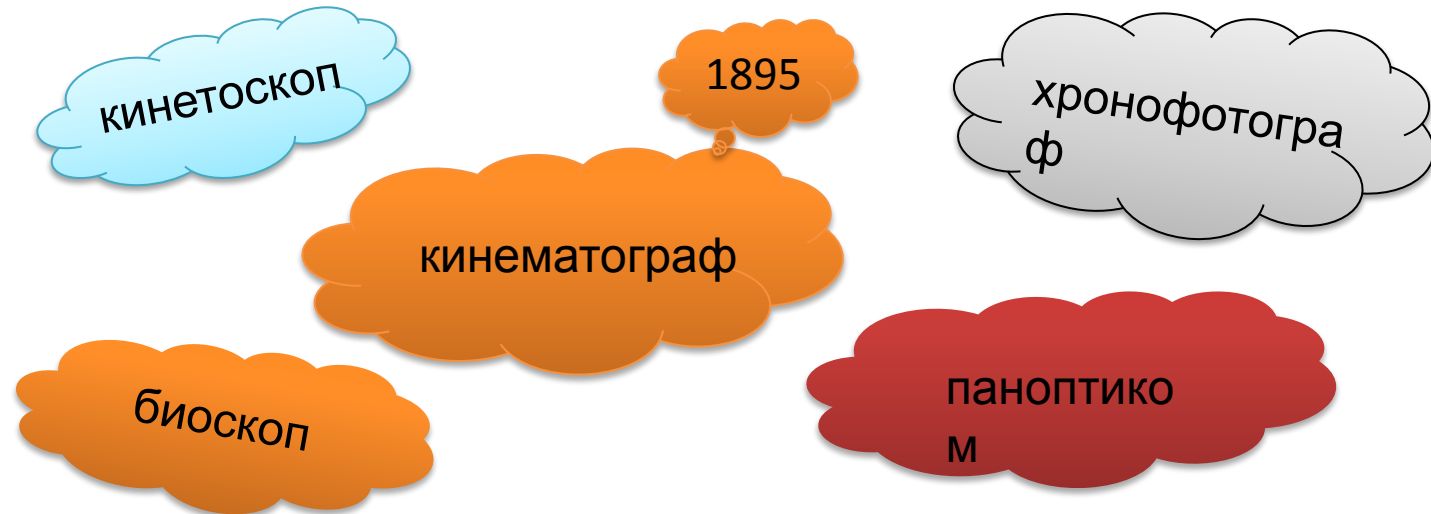 кинетоскоп
1895
хронофотогра
ф
кинематограф
биоскоп
паноптико
м